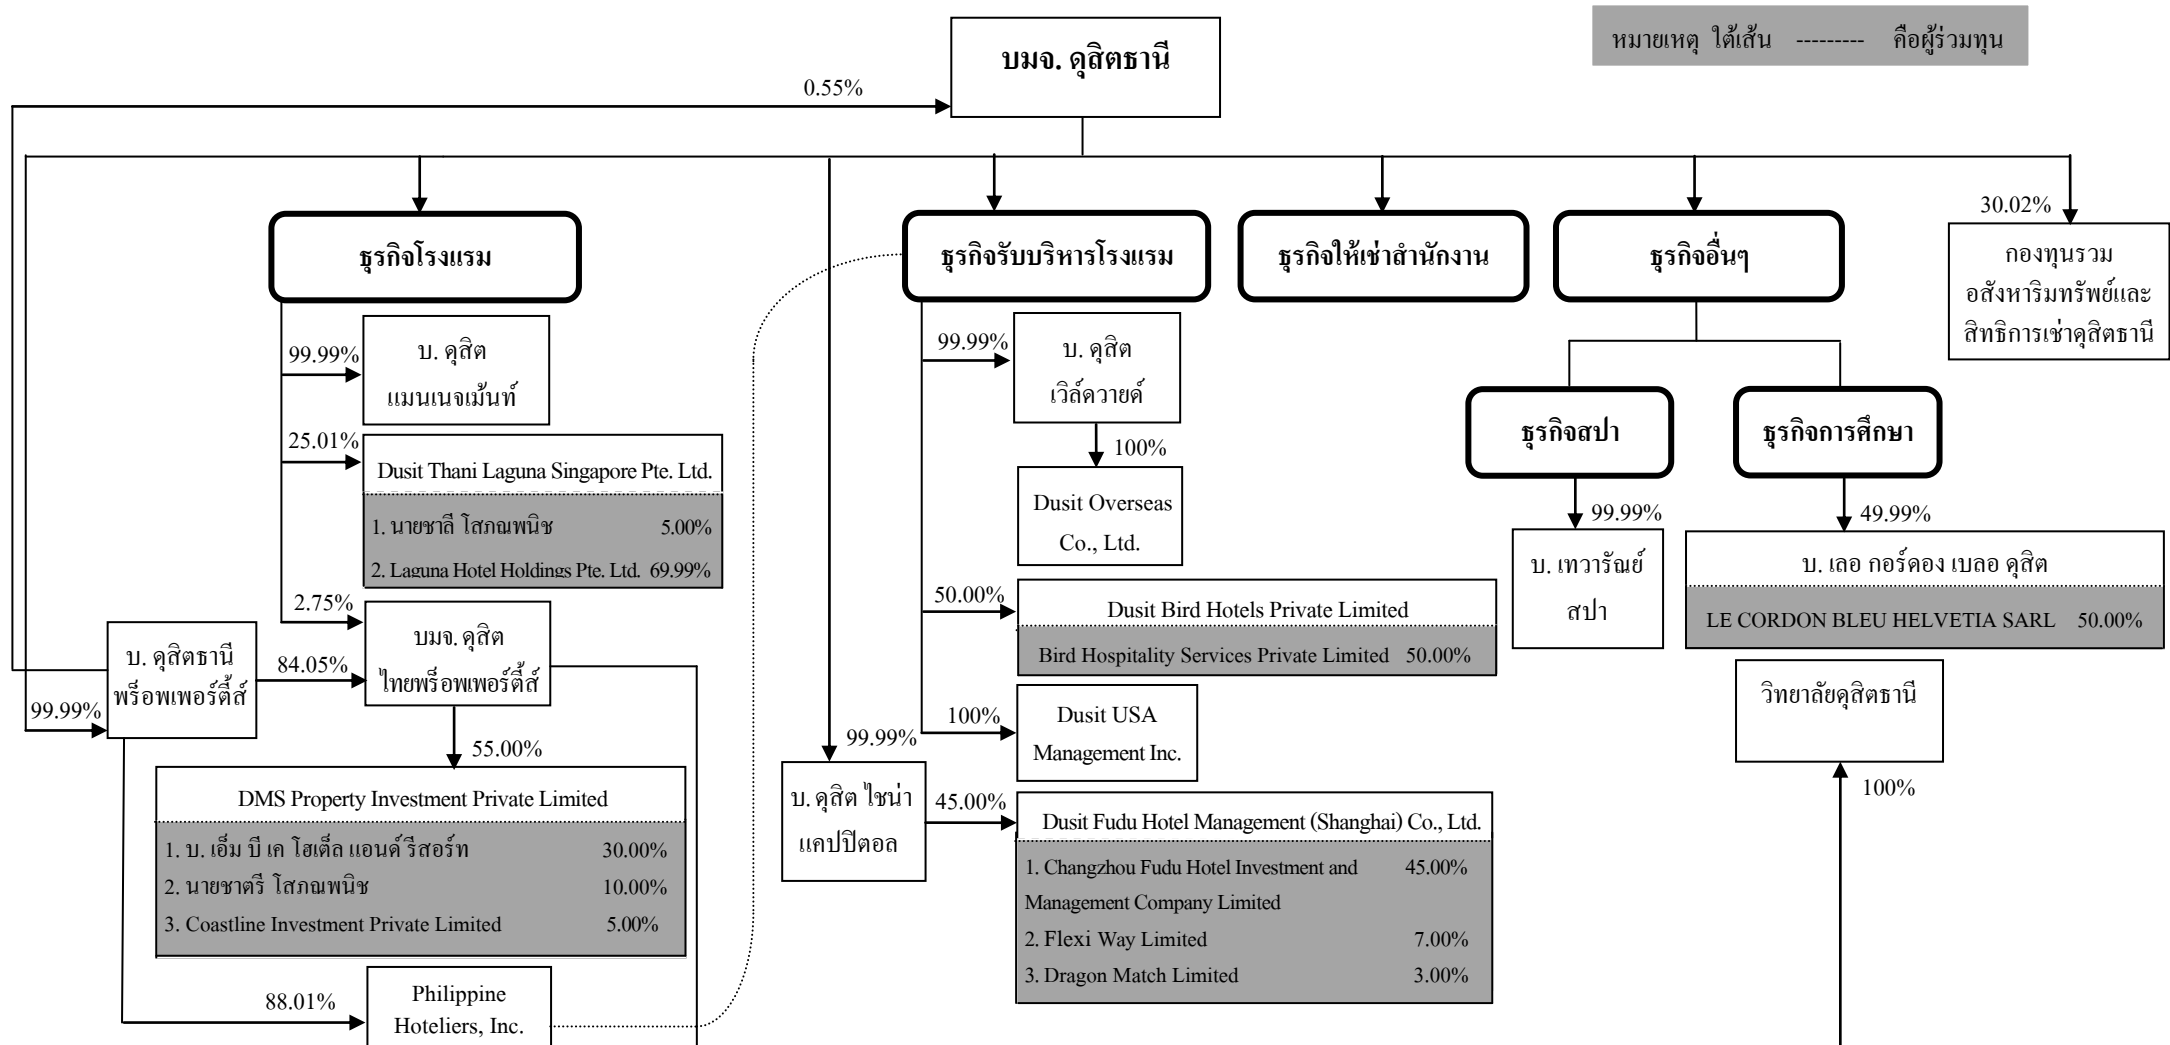 หมายเหตุ ใต้เส้น --------- คือผู้ร่วมทุน
บมจ. ดุสิตธานี
0.55%
30.02%
ธุรกิจโรงแรม
ธุรกิจรับบริหารโรงแรม
ธุรกิจให้เช่าสำนักงาน
ธุรกิจอื่นๆ
กองทุนรวม
อสังหาริมทรัพย์และ
สิทธิการเช่าดุสิตธานี
99.99%
บ. ดุสิต
แมนเนจเม้นท์
25.01%
Dusit Thani Laguna Singapore Pte. Ltd.
1. นายชาลี โสภณพนิช 5.00%
2. Laguna Hotel Holdings Pte. Ltd. 69.99%
2.75%
บมจ. ดุสิต
ไทยพร็อพเพอร์ตี้ส์
บ. ดุสิตธานี
พร็อพเพอร์ตี้ส์
84.05%
99.99%
55.00%
DMS Property Investment Private Limited
1. บ. เอ็ม บี เค โฮเต็ล แอนด์ รีสอร์ท 30.00%
2. นายชาตรี โสภณพนิช 10.00%
3. Coastline Investment Private Limited 5.00%
88.01%
Philippine
Hoteliers, Inc.
99.99%
บ. ดุสิต
เวิล์ดวายด์
100%
Dusit Overseas
Co., Ltd.
50.00%
Dusit Bird Hotels Private Limited
Bird Hospitality Services Private Limited 50.00%
100%
Dusit USA
Management Inc.
99.99%
บ. ดุสิต ไชน่า
แคปปิตอล
45.00%
Dusit Fudu Hotel Management (Shanghai) Co., Ltd.
1. Changzhou Fudu Hotel Investment and 45.00%
Management Company Limited
2. Flexi Way Limited 7.00%
3. Dragon Match Limited 3.00%
ธุรกิจสปา
ธุรกิจการศึกษา
99.99%
บ. เทวารัณย์
สปา
49.99%
บ. เลอ กอร์ดอง เบลอ ดุสิต
LE CORDON BLEU HELVETIA SARL 50.00%
วิทยาลัยดุสิตธานี
100%